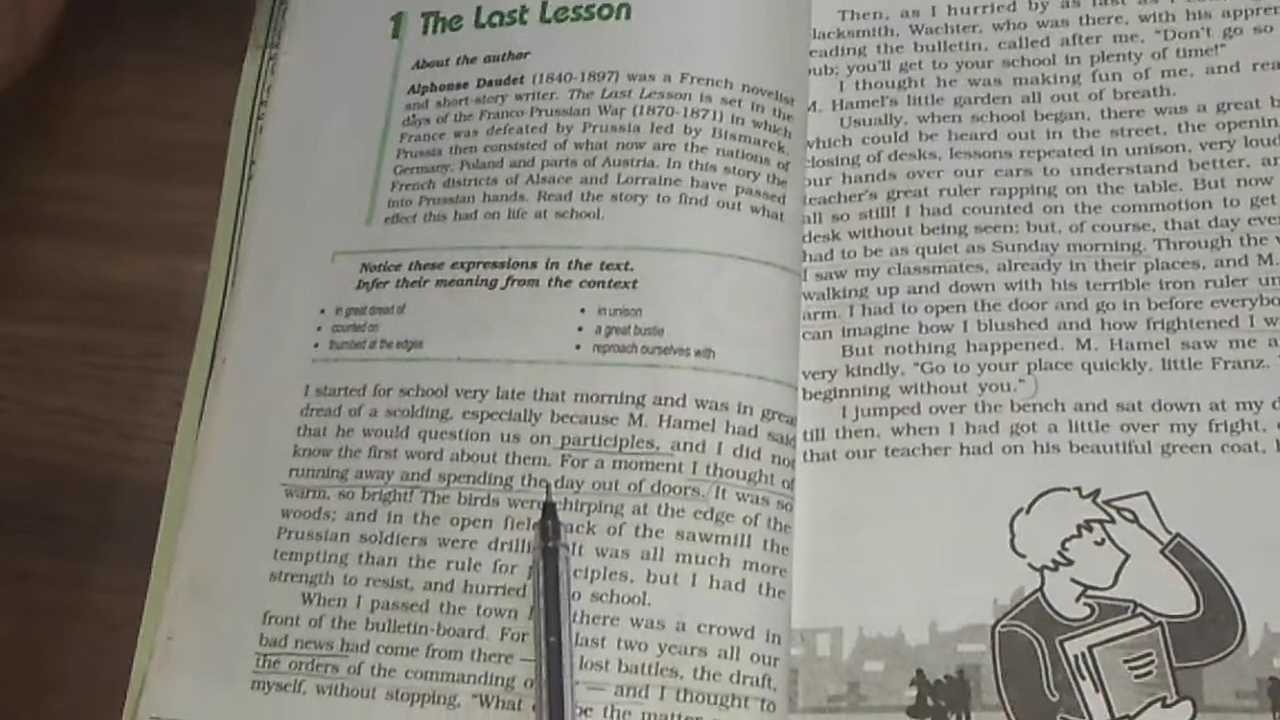 1 The Last Lesson
About the author
Alphonse Daudet (1840-1897) was a French novelist
and short-story writer. The Last Lesson is set in the
days of the Franco-Prussian War (1870-1871) in which
France was defeated by Prussia led by Bismarck.
Prussia then consisted of what now are the nations of
Germany, Poland and parts of Austria. In this story the
French districts of Alsace and Lorraine have passed
into Prussian hands. Read the story to find out what
effect this had on life at school.
Notice these expressions in the text.
Infer their meaning from the context
• in great dread of
• counted on
• thumbed at the edges
• in unison
• a great bustle
• reproach ourselves with
I started for school very late that morning and was in great
dread of a scolding, especially because M. Hamel had said
that he would question us on participles, and I did not
know the first word about them. For a moment I thought of
running away and spending the day out of doors. It was so
warm, so bright! The birds were chirping at the edge of the
woods; and in the open field back of the sawmill the
Prussian soldiers were It was all much more
tempting than the rule for but I had the
strength to resist, and hurried school.
When I passed the town there was a crowd in
front of the bulletin-board. For last two years all our
bad news had come from there — lost battles, the draft,
the orders of the commanding — and I thought to
myself, without stopping, "What the matter
Then, as I hurried by as fast as I
Wachter, who was there, with his
the bulletin, called after me, "Don't go so
you'll get to your school in plenty of time!"
I thought he was making fun of me, and
M. Hamel's little garden all out of breath.
Usually, when school began, there was a great
which could be heard out in the street, the
closing of desks, lessons repeated in unison, very
our hands over our ears to understand better,
teacher's great ruler rapping on the table. But now
all so still! I had counted on the commotion to get
desk without being seen; but, of course, that day
had to be as quiet as Sunday morning. Through the
I saw my classmates, already in their places, and M.
walking up and down with his terrible iron ruler
arm. I had to open the door and go in before
can imagine how I blushed and how frightened I
But nothing happened. M. Hamel saw me
very kindly, "Go to your place quickly, little Franz.
beginning without you."
I jumped over the bench and sat down at my
till then, when I had got a little over my fright,
that our teacher had on his beautiful green coat,